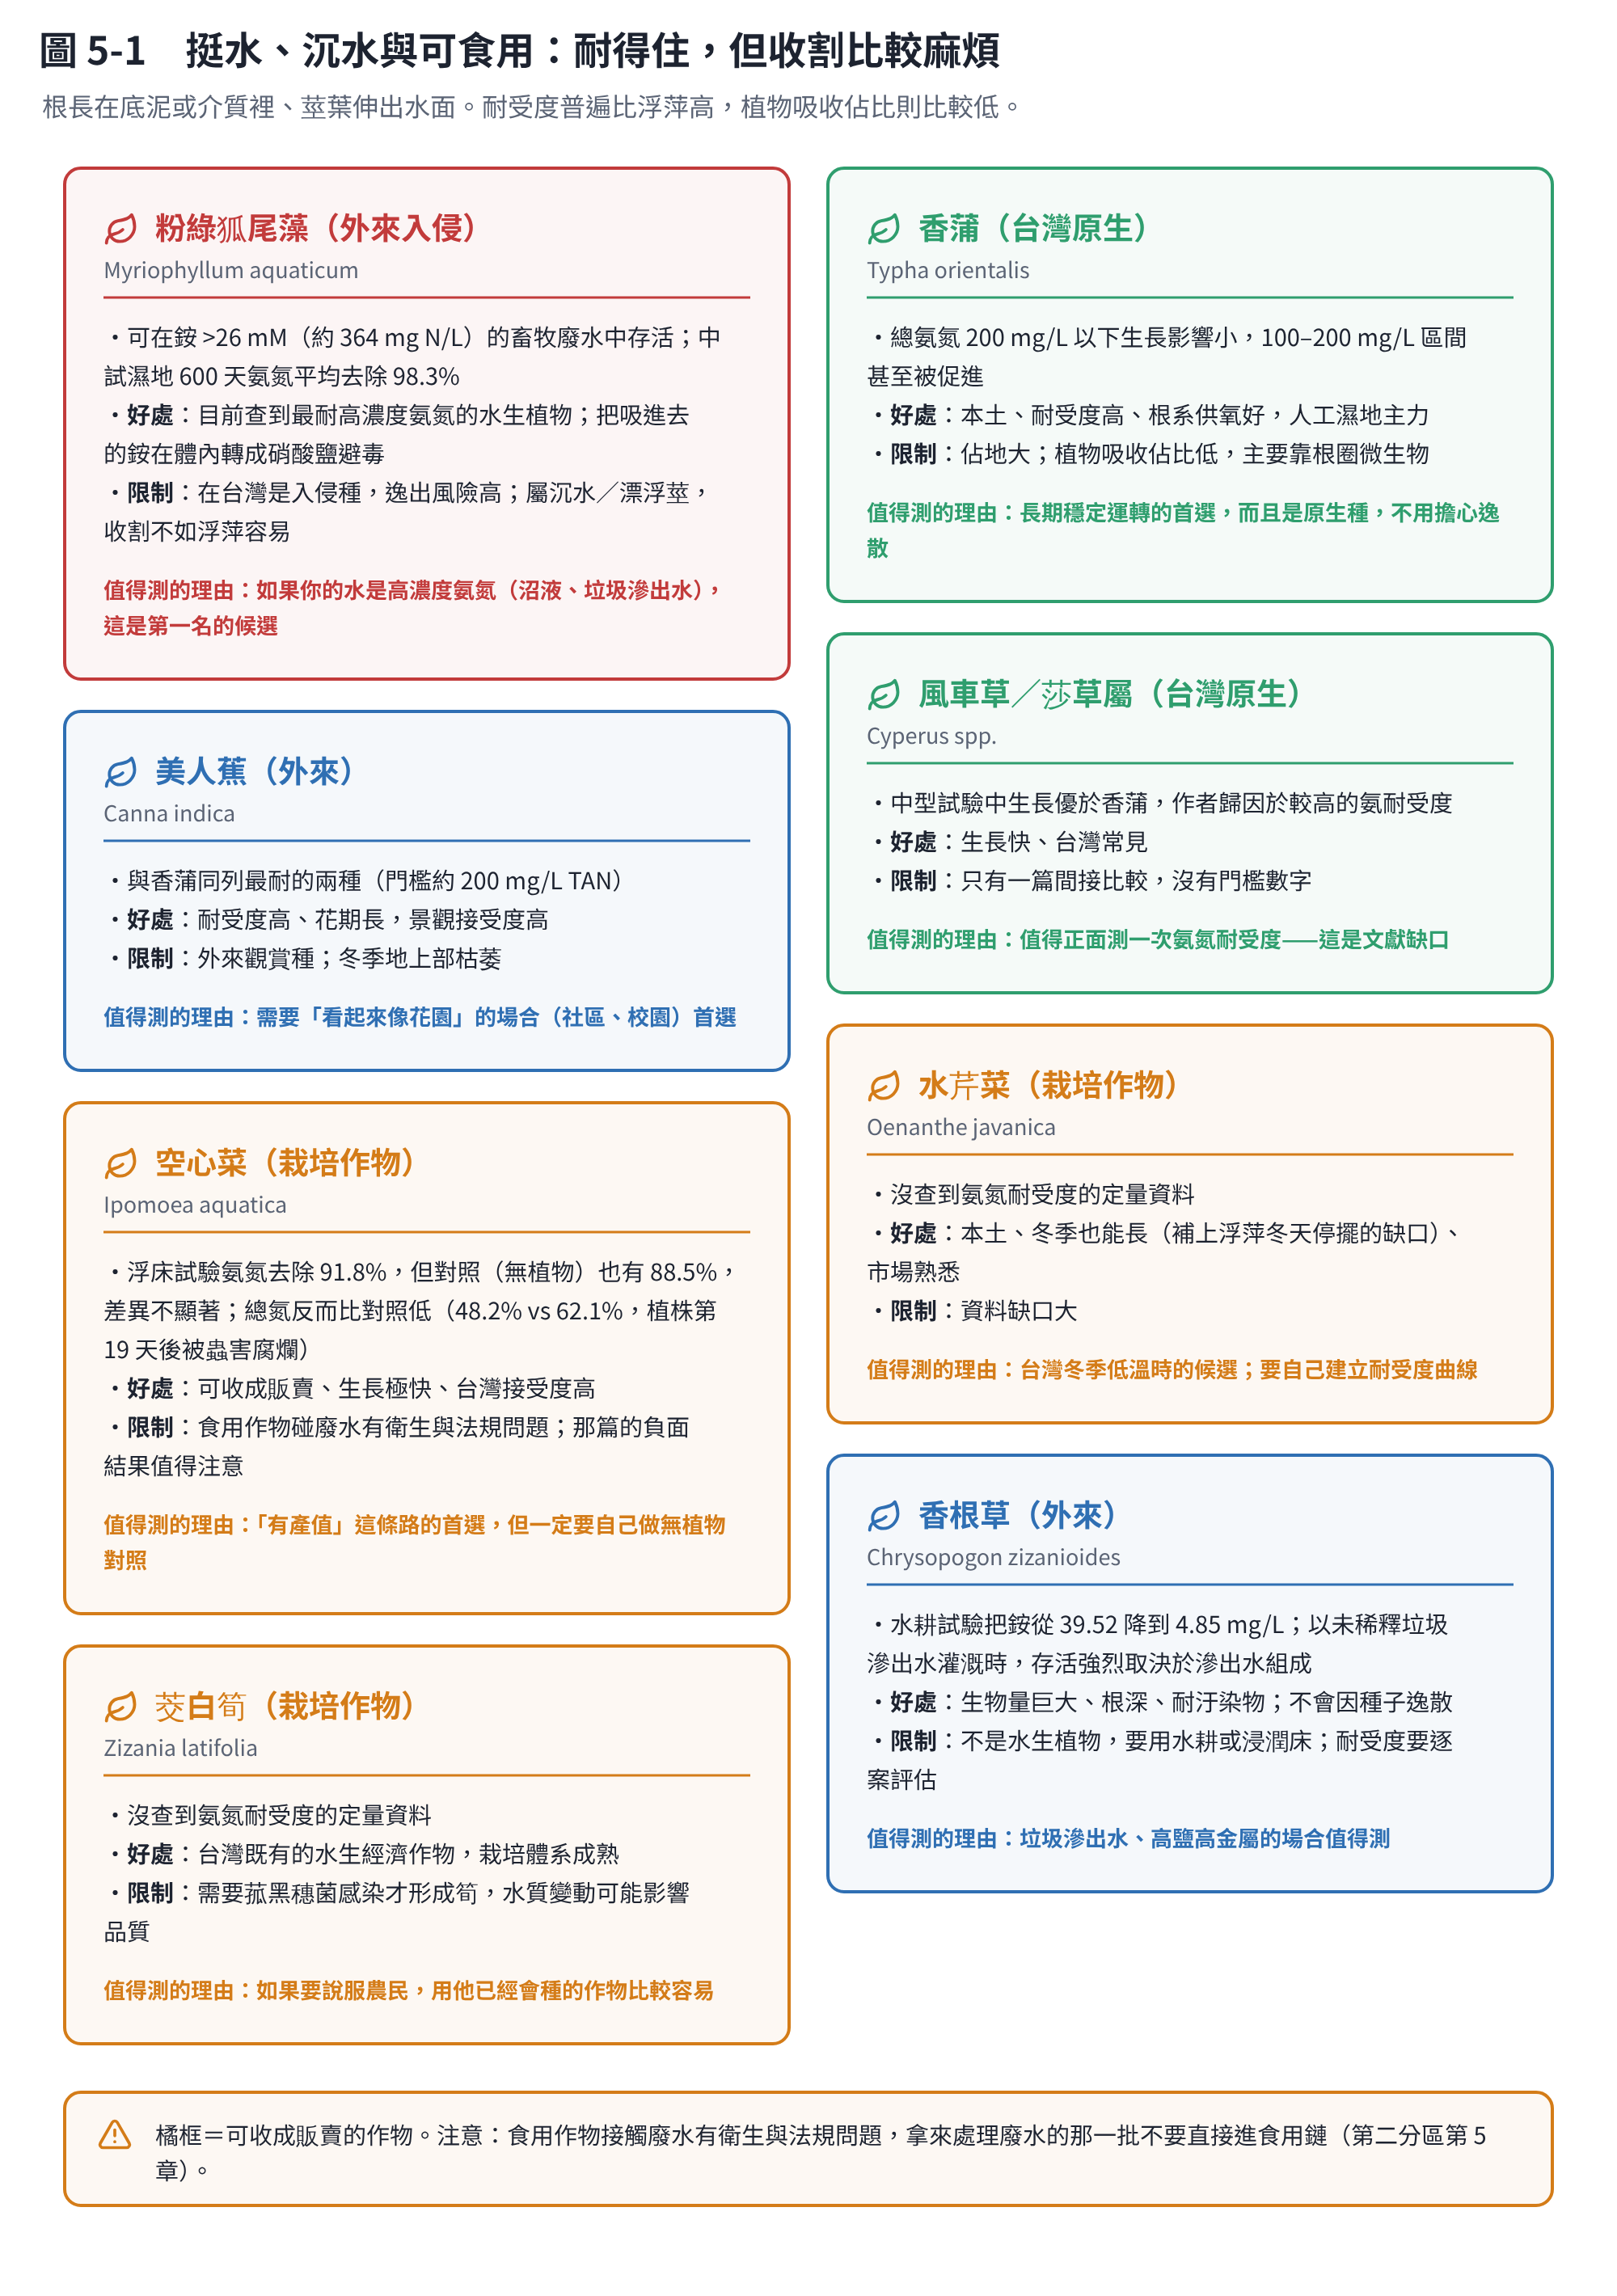 圖 5-1　挺水、沉水與可食用：耐得住，但收割比較麻煩
根長在底泥或介質裡、莖葉伸出水面。耐受度普遍比浮萍高，植物吸收佔比則比較低。
粉綠狐尾藻（外來入侵）
Myriophyllum aquaticum
・可在銨 >26 mM（約 364 mg N/L）的畜牧廢水中存活；中
試濕地 600 天氨氮平均去除 98.3%
・好處：目前查到最耐高濃度氨氮的水生植物；把吸進去
的銨在體內轉成硝酸鹽避毒
・限制：在台灣是入侵種，逸出風險高；屬沉水／漂浮莖，
收割不如浮萍容易
值得測的理由：如果你的水是高濃度氨氮（沼液、垃圾滲出水），
這是第一名的候選
美人蕉（外來）
Canna indica
・與香蒲同列最耐的兩種（門檻約 200 mg/L TAN）
・好處：耐受度高、花期長，景觀接受度高
・限制：外來觀賞種；冬季地上部枯萎
值得測的理由：需要「看起來像花園」的場合（社區、校園）首選
空心菜（栽培作物）
Ipomoea aquatica
・浮床試驗氨氮去除 91.8%，但對照（無植物）也有 88.5%，
差異不顯著；總氮反而比對照低（48.2% vs 62.1%，植株第
19 天後被蟲害腐爛）
・好處：可收成販賣、生長極快、台灣接受度高
・限制：食用作物碰廢水有衛生與法規問題；那篇的負面
結果值得注意
值得測的理由：「有產值」這條路的首選，但一定要自己做無植物
對照
茭白筍（栽培作物）
Zizania latifolia
・沒查到氨氮耐受度的定量資料
・好處：台灣既有的水生經濟作物，栽培體系成熟
・限制：需要菰黑穗菌感染才形成筍，水質變動可能影響
品質
值得測的理由：如果要說服農民，用他已經會種的作物比較容易
香蒲（台灣原生）
Typha orientalis
・總氨氮 200 mg/L 以下生長影響小，100–200 mg/L 區間
甚至被促進
・好處：本土、耐受度高、根系供氧好，人工濕地主力
・限制：佔地大；植物吸收佔比低，主要靠根圈微生物
值得測的理由：長期穩定運轉的首選，而且是原生種，不用擔心逸
散
風車草／莎草屬（台灣原生）
Cyperus spp.
・中型試驗中生長優於香蒲，作者歸因於較高的氨耐受度
・好處：生長快、台灣常見
・限制：只有一篇間接比較，沒有門檻數字
值得測的理由：值得正面測一次氨氮耐受度——這是文獻缺口
水芹菜（栽培作物）
Oenanthe javanica
・沒查到氨氮耐受度的定量資料
・好處：本土、冬季也能長（補上浮萍冬天停擺的缺口）、
市場熟悉
・限制：資料缺口大
值得測的理由：台灣冬季低溫時的候選；要自己建立耐受度曲線
香根草（外來）
Chrysopogon zizanioides
・水耕試驗把銨從 39.52 降到 4.85 mg/L；以未稀釋垃圾
滲出水灌溉時，存活強烈取決於滲出水組成
・好處：生物量巨大、根深、耐汙染物；不會因種子逸散
・限制：不是水生植物，要用水耕或浸潤床；耐受度要逐
案評估
值得測的理由：垃圾滲出水、高鹽高金屬的場合值得測
橘框＝可收成販賣的作物。注意：食用作物接觸廢水有衛生與法規問題，拿來處理廢水的那一批不要直接進食用鏈（第二分區第 5
章）。